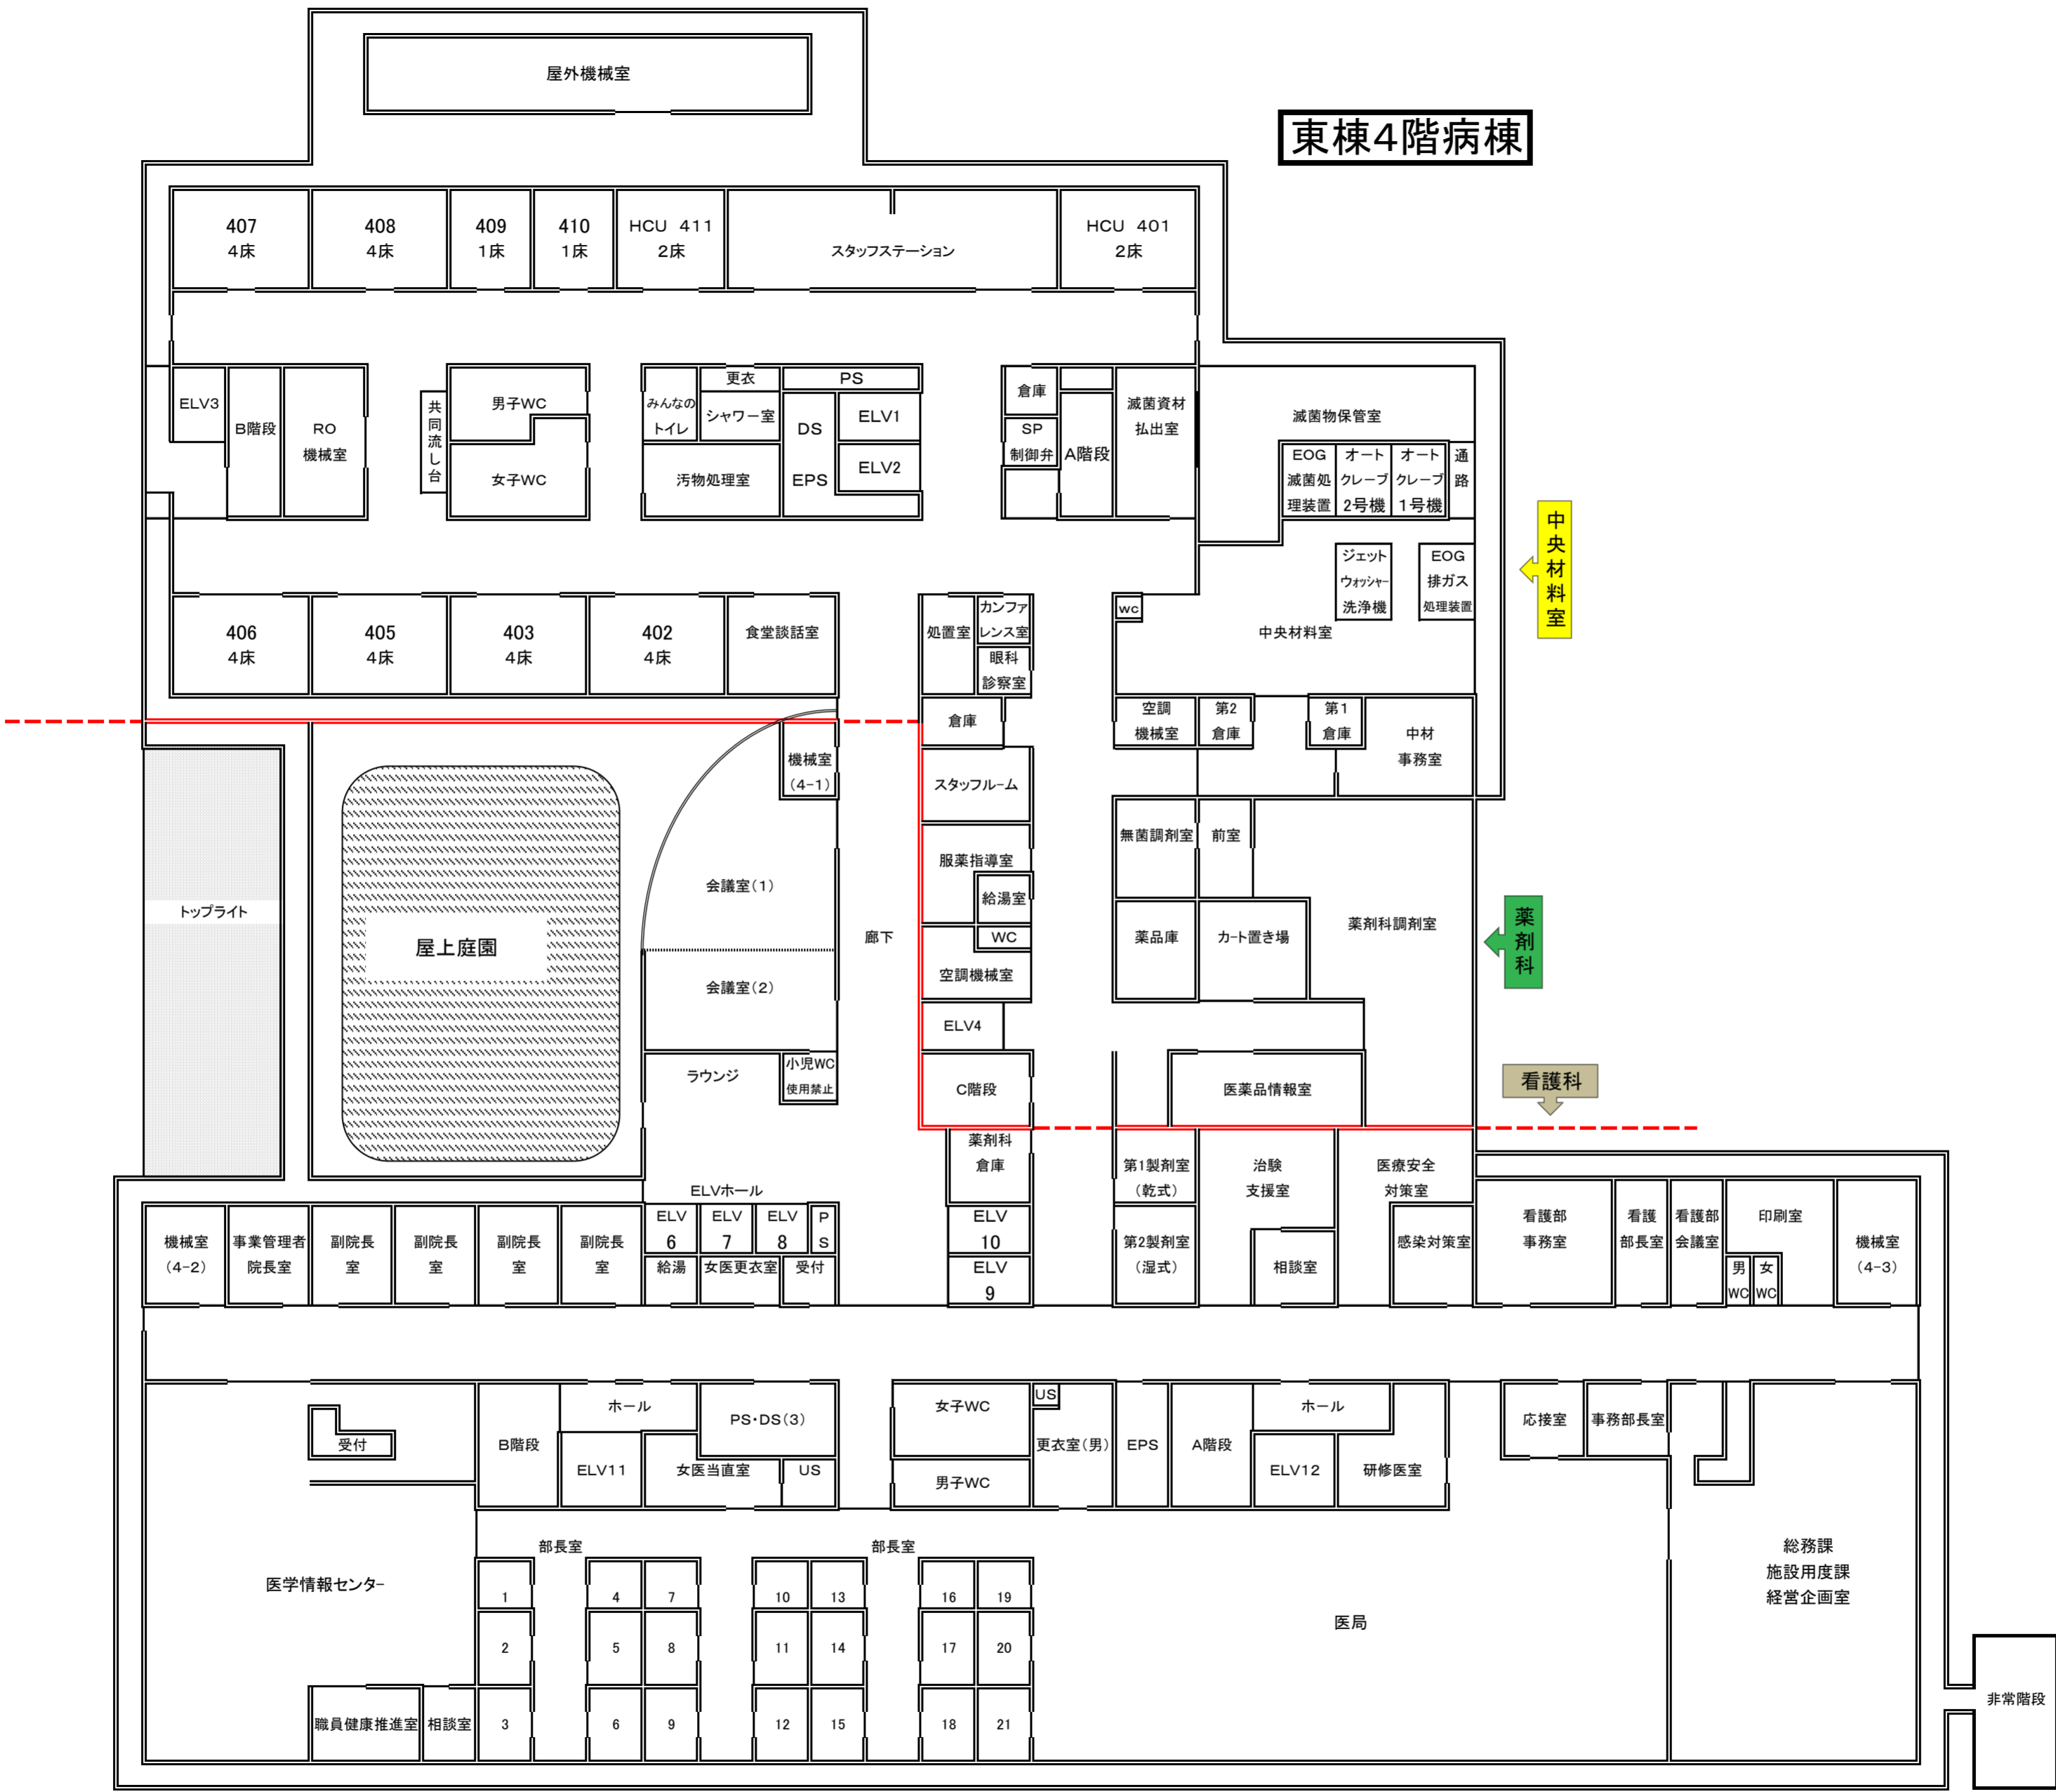 屋外機械室
東棟4階病棟
407
4床
408
4床
409
1床
410
1床
HCU 411
2床
スタッフステーション
HCU 401
2床
ELV3
B階段
RO
機械室
共同流し台
男子WC
女子WC
みんなの
トイレ
更衣
シャワー室
汚物処理室
PS
DS
EPS
ELV1
ELV2
倉庫
SP
制御弁
A階段
滅菌資材
払出室
滅菌物保管室
EOG
滅菌処
理装置
オート
クレーブ
2号機
オート
クレーブ
1号機
通路
中央材料室
ジェット
ウォッシャー
洗浄機
EOG
排ガス
処理装置
406
4床
405
4床
403
4床
402
4床
食堂談話室
処置室
カンファ
レンス室
眼科
診察室
wc
中央材料室
倉庫
空調
機械室
第2
倉庫
第1
倉庫
中材
事務室
機械室
(4-1)
スタッフルーム
トップライト
屋上庭園
会議室(1)
会議室(2)
廊下
服薬指導室
給湯室
WC
空調機械室
ELV4
C階段
無菌調剤室
前室
薬品庫
カート置き場
薬剤科調剤室
薬剤科
医薬品情報室
看護科
ラウンジ
小児WC
使用禁止
ELVホール
薬剤科
倉庫
第1製剤室
(乾式)
治験
支援室
医療安全
対策室
機械室
(4-2)
事業管理者
院長室
副院長
室
副院長
室
副院長
室
副院長
室
ELV
6
ELV
7
ELV
8
PS
給湯
女医更衣室
受付
ELV
10
ELV
9
第2製剤室
(湿式)
相談室
感染対策室
看護部
事務室
看護
部長室
看護部
会議室
印刷室
男
WC
女
WC
機械室
(4-3)
受付
B階段
ホール
ELV11
PS・DS(3)
女医当直室
US
女子WC
男子WC
US
更衣室(男)
EPS
A階段
ホール
ELV12
研修医室
応接室
事務部長室
部長室
部長室
医学情報センター
1
4
7
10
13
16
19
2
5
8
11
14
17
20
3
6
9
12
15
18
21
職員健康推進室
相談室
医局
総務課
施設用度課
経営企画室
非常階段